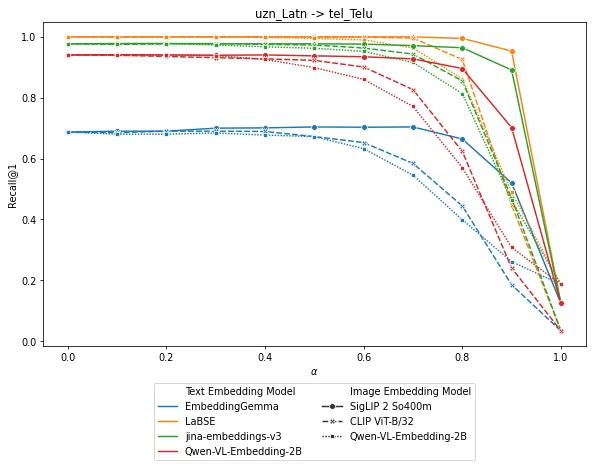 uzn_Latn -> tel_Telu
1.0
0.8
0.6
0.4
0.2
0.0
Recall@1
0.0 0.2 0.4 0.6 0.8 1.0
α
Text Embedding Model
EmbeddingGemma
LaBSE
jina-embeddings-v3
Qwen-VL-Embedding-2B
Image Embedding Model
SigLIP 2 So400m
CLIP ViT-B/32
Qwen-VL-Embedding-2B